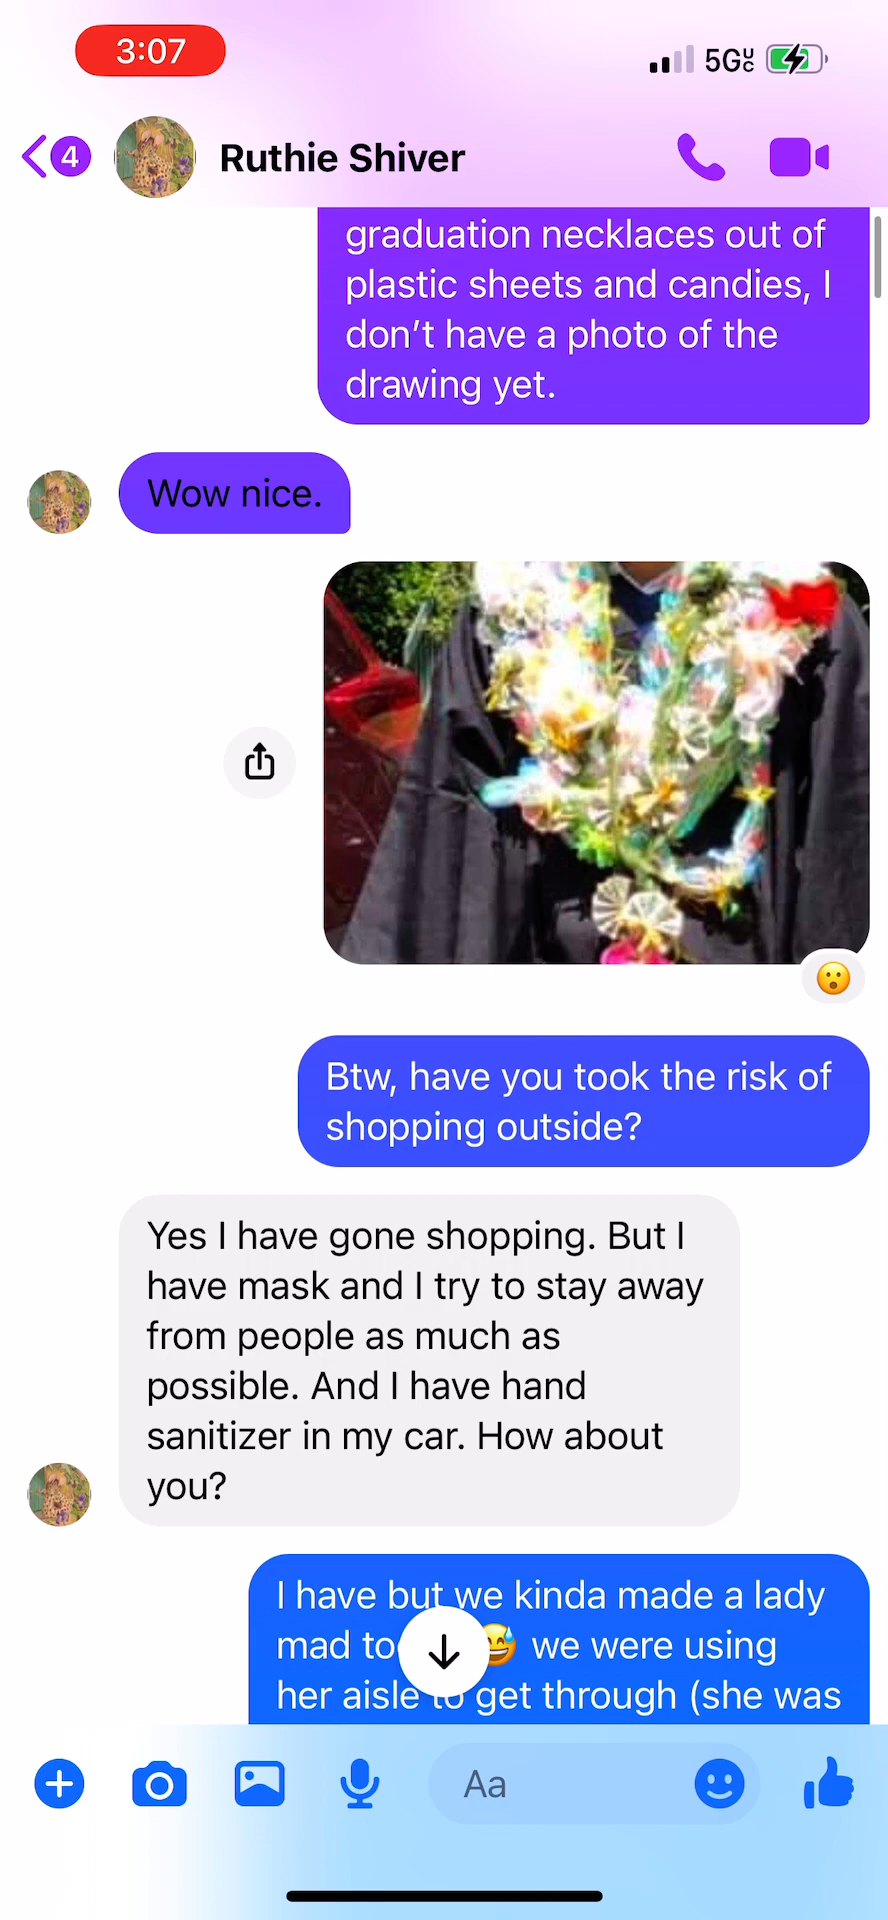 3:07
5G UC
4
Ruthie Shiver
graduation necklaces out of
plastic sheets and candies, I
don't have a photo of the
drawing yet.
Wow nice.
Btw, have you took the risk of
shopping outside?
Yes I have gone shopping. But I
have mask and I try to stay away
from people as much as
possible. And I have hand
sanitizer in my car. How about
you?
I have but we kinda made a lady
mad to 😅 we were using
her aisle to get through (she was
Aa